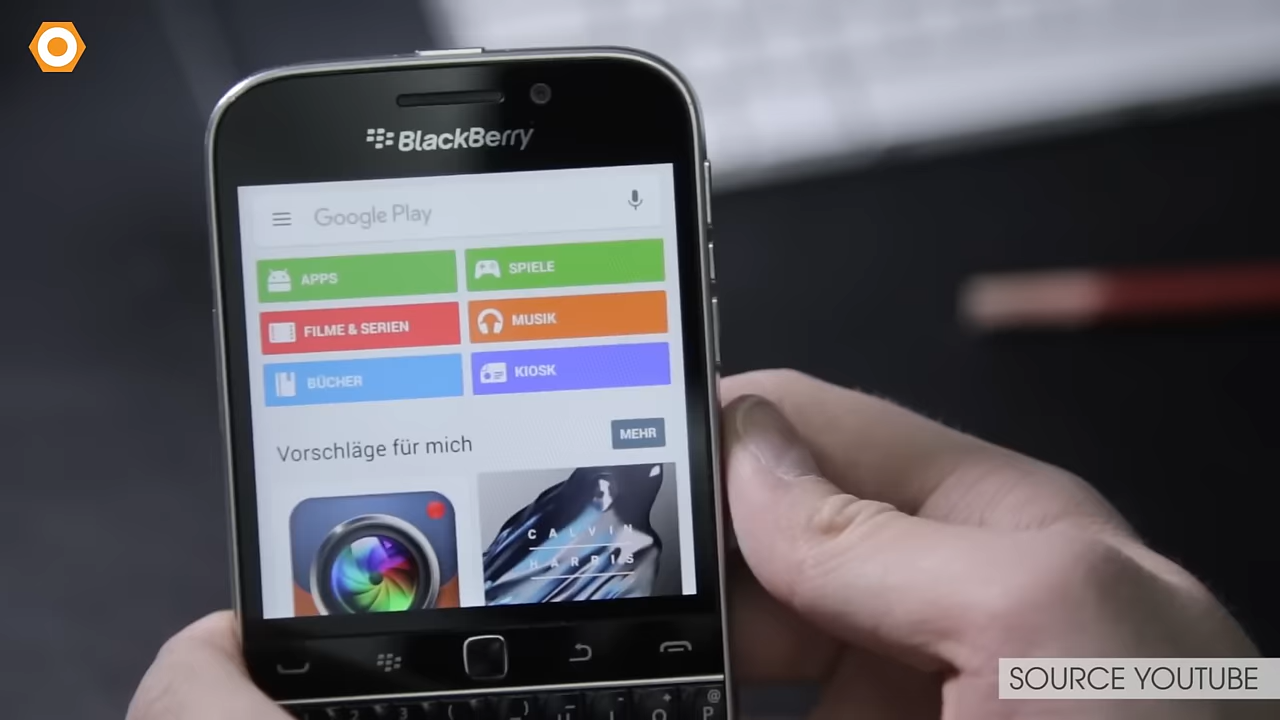 BlackBerry
Google Play
APPS
SPIELE
FILME & SERIEN
MUSIK
BÜCHER
KIOSK
Vorschläge für mich
MEHR
CALVIN
HARRIS
SOURCE YOUTUBE